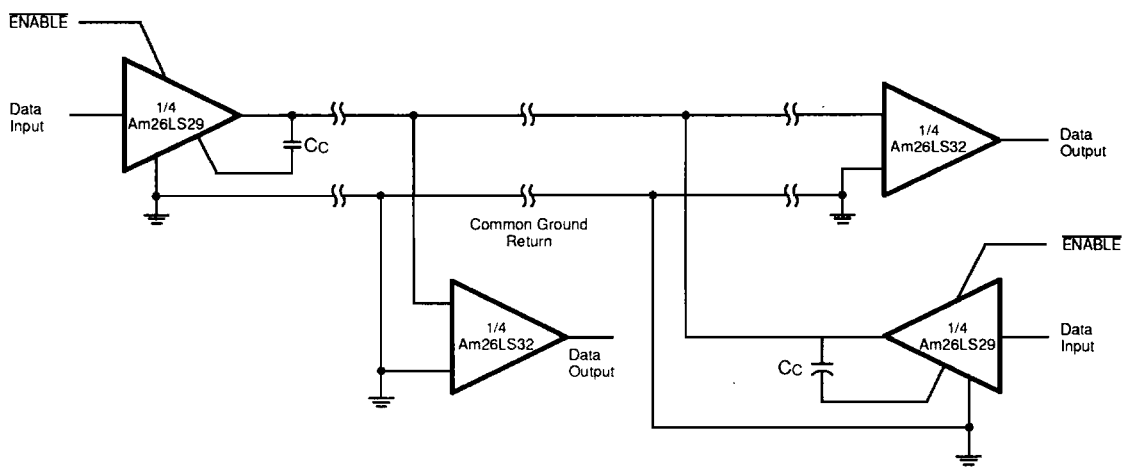 ENABLE
Data
Input
1/4
Am26LS29
CC
1/4
Am26LS32
Data
Output
Common Ground
Return
ENABLE
1/4
Am26LS32
Data
Output
1/4
Am26LS29
Data
Input
CC